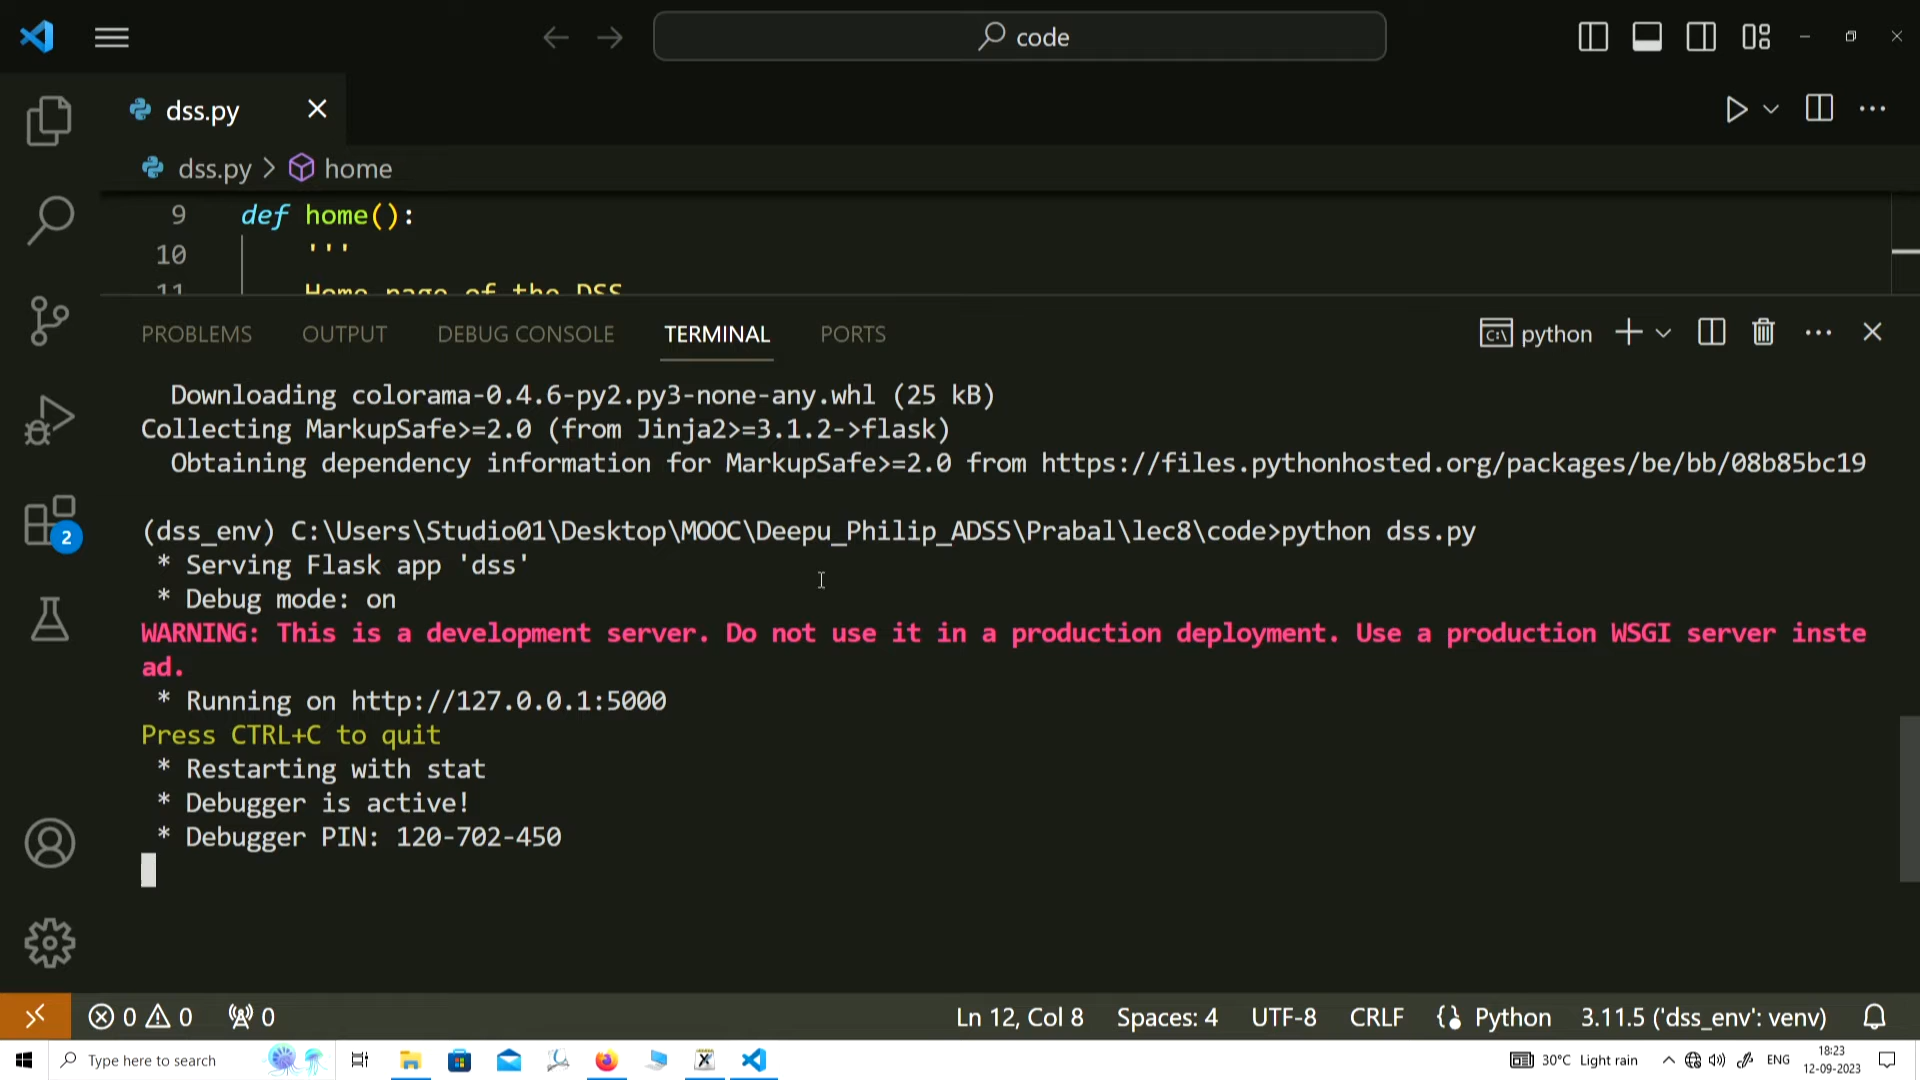 code
dss.py
dss.py > home
9 def home():
10 '''
11 Home page of the DSS
PROBLEMS OUTPUT DEBUG CONSOLE TERMINAL PORTS python
Downloading colorama-0.4.6-py2.py3-none-any.whl (25 kB)
Collecting MarkupSafe>=2.0 (from Jinja2>=3.1.2->flask)
Obtaining dependency information for MarkupSafe>=2.0 from https://files.pythonhosted.org/packages/be/bb/08b85bc19
(dss_env) C:\Users\Studio01\Desktop\MOOC\Deepu_Philip_ADSS\Prabal\lec8\code>python dss.py
* Serving Flask app 'dss'
* Debug mode: on
WARNING: This is a development server. Do not use it in a production deployment. Use a production WSGI server inste
ad.
* Running on http://127.0.0.1:5000
Press CTRL+C to quit
* Restarting with stat
* Debugger is active!
* Debugger PIN: 120-702-450
2
0 0 0 Ln 12, Col 8 Spaces: 4 UTF-8 CRLF Python 3.11.5 ('dss_env': venv)
Type here to search 30°C Light rain ENG 18:23
12-09-2023